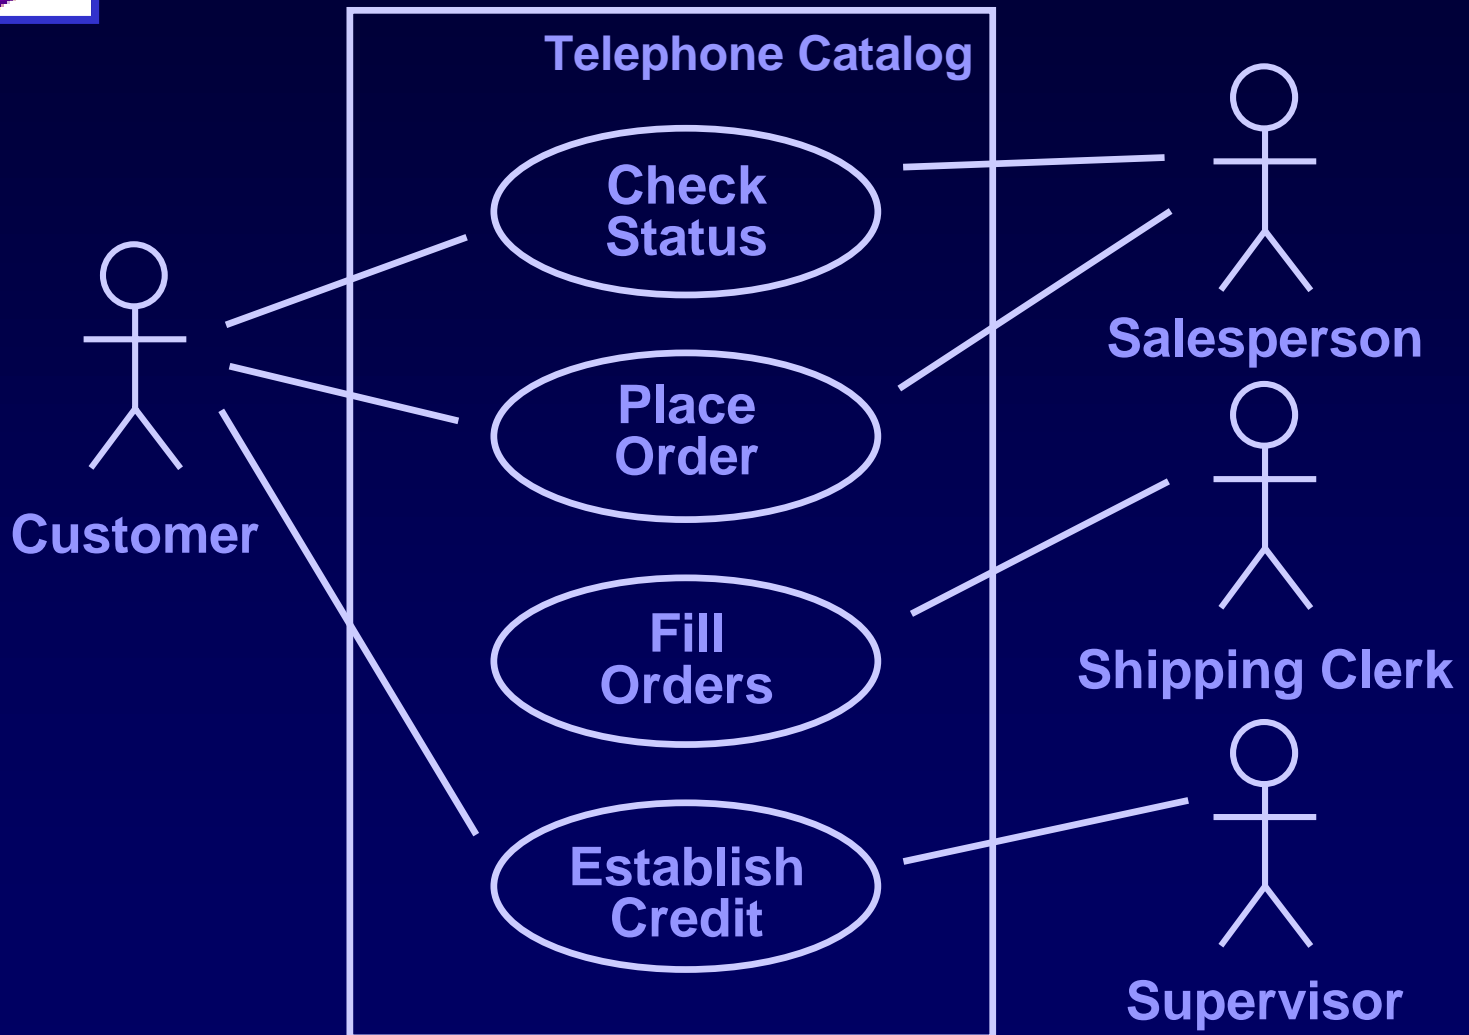 Telephone Catalog
Check
Status
Salesperson
Place
Order
Customer
Fill
Orders
Shipping Clerk
Establish
Credit
Supervisor